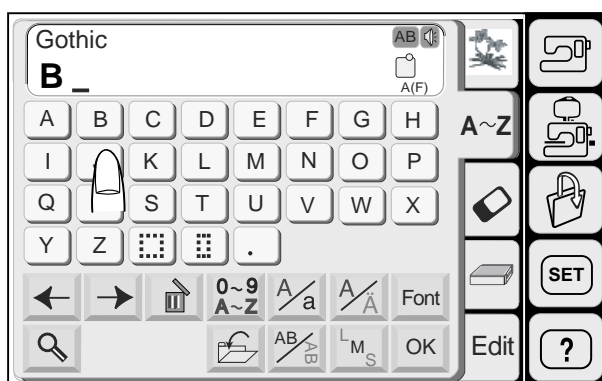 Gothic
AB
B _
A(F)
A B C D E F G H
I K L M N O P
Q S T U V W X
Y Z .
0~9
A~Z
A/a
A/Ä
Font
AB/AB
L M S
OK
A~Z
Edit
SET
?